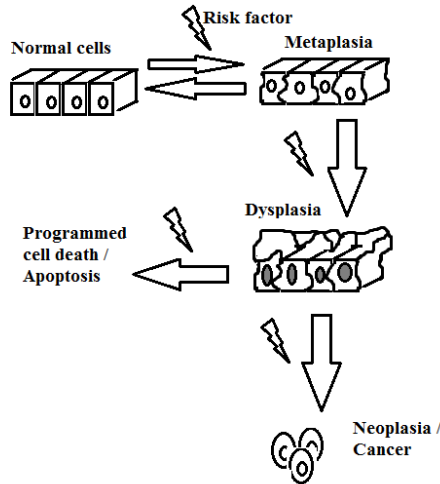 Risk factor
Normal cells
Metaplasia
Dysplasia
Programmed
cell death /
Apoptosis
Neoplasia /
Cancer